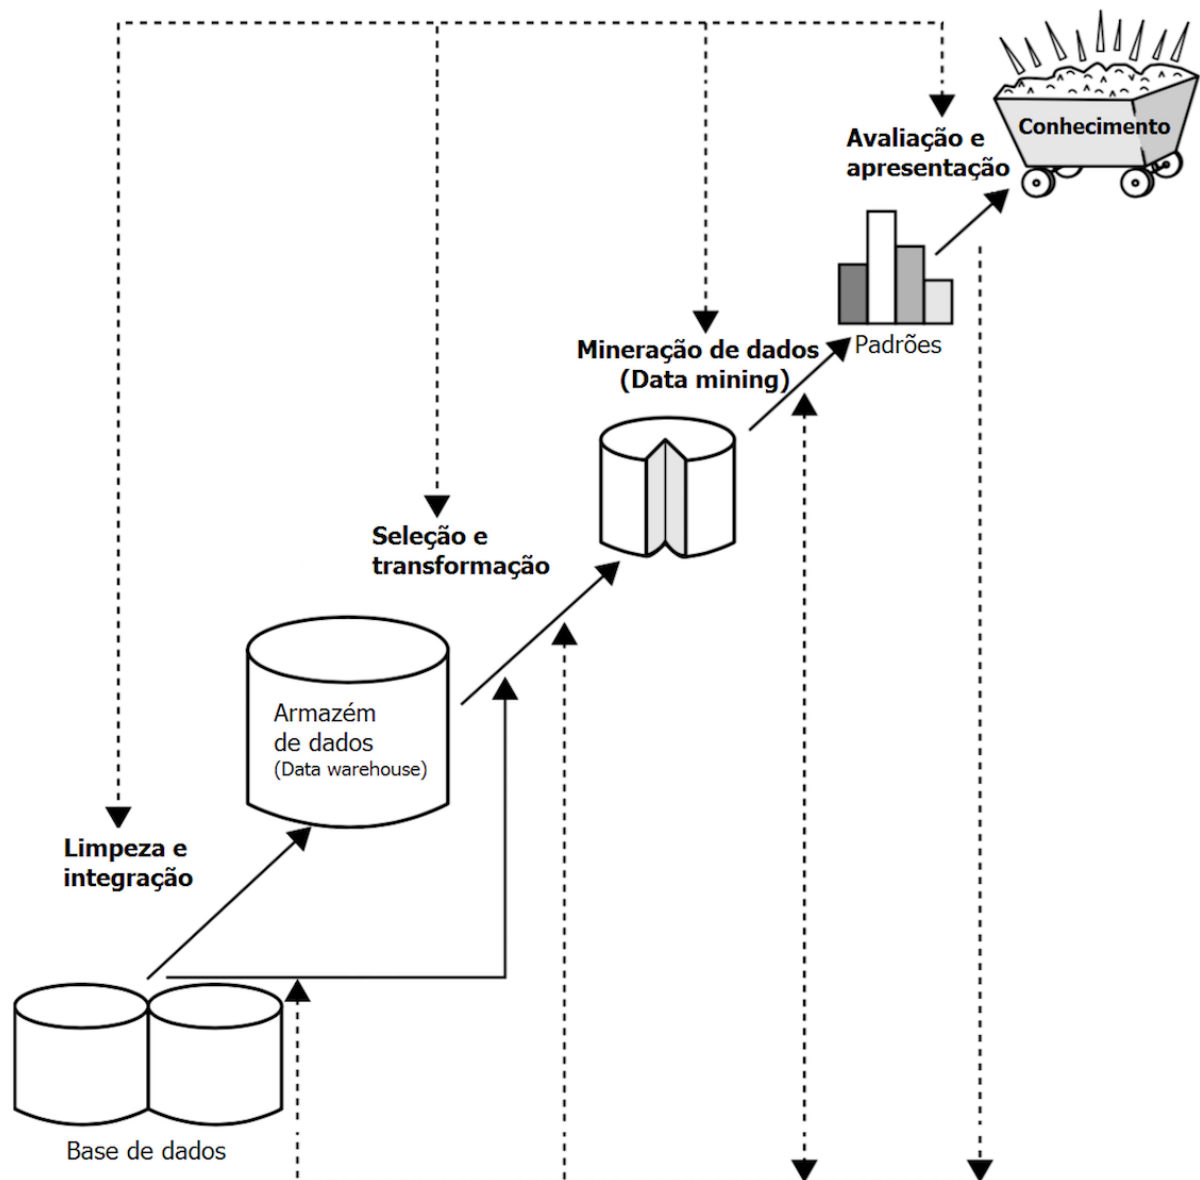 Conhecimento
Avaliação e
apresentação
Padrões
Mineração de dados
(Data mining)
Seleção e
transformação
Armazém
de dados
(Data warehouse)
Limpeza e
integração
Base de dados